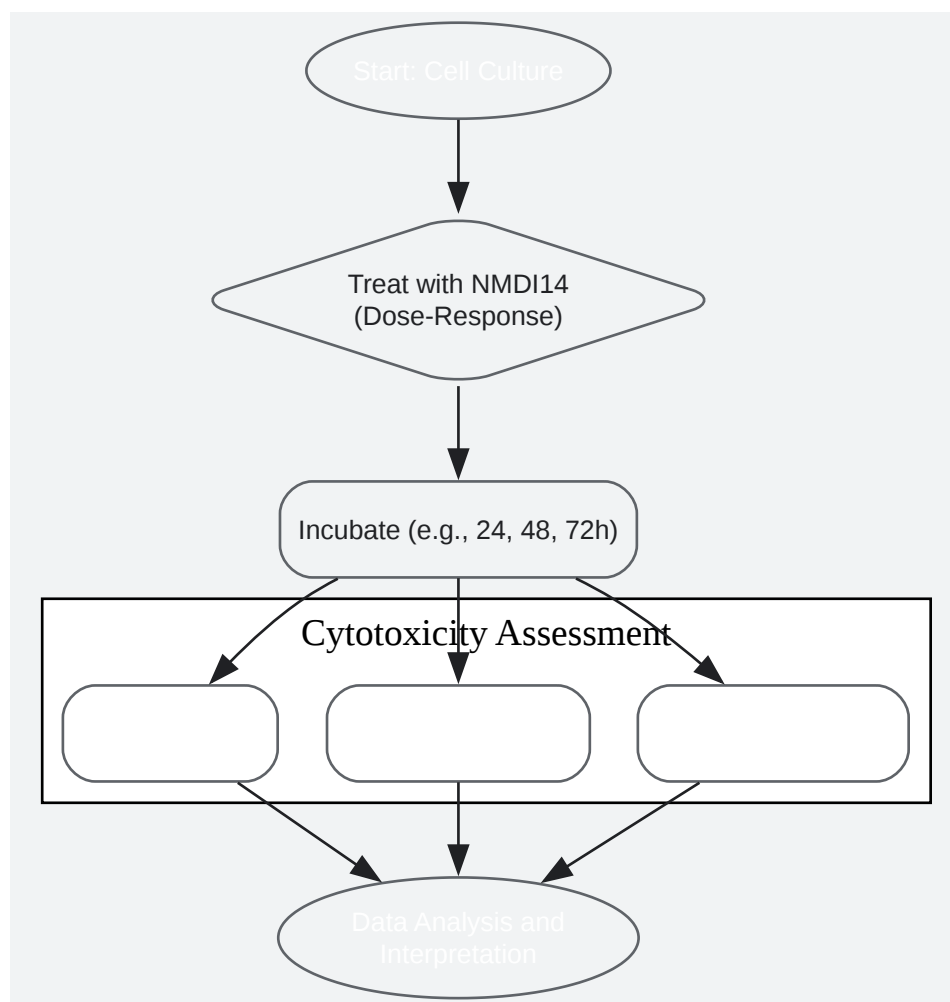 Start: Cell Culture
Treat with NMDI14
(Dose-Response)
Incubate (e.g., 24, 48, 72h)
Cytotoxicity Assessment
Data Analysis and
Interpretation